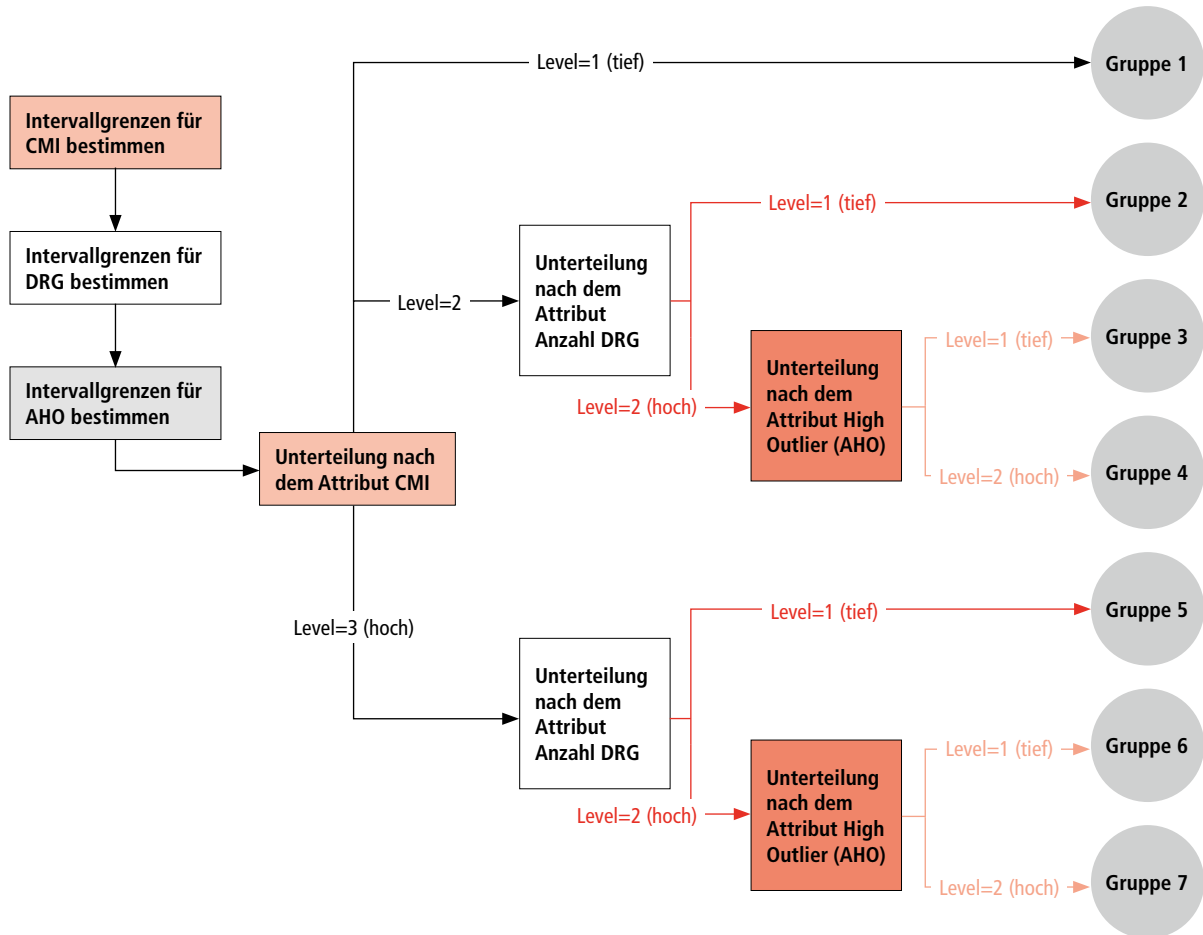 Level=1 (tief)
Gruppe 1
Intervallgrenzen für
CMI bestimmen
Level=1 (tief)
Gruppe 2
Intervallgrenzen für
DRG bestimmen
Level=2
Unterteilung
nach dem
Attribut
Anzahl DRG
Level=1 (tief)
Gruppe 3
Intervallgrenzen für
AHO bestimmen
Level=2 (hoch)
Unterteilung
nach dem
Attribut High
Outlier (AHO)
Unterteilung nach
dem Attribut CMI
Level=2 (hoch)
Gruppe 4
Level=3 (hoch)
Level=1 (tief)
Gruppe 5
Unterteilung
nach dem
Attribut
Anzahl DRG
Level=1 (tief)
Gruppe 6
Level=2 (hoch)
Unterteilung
nach dem
Attribut High
Outlier (AHO)
Level=2 (hoch)
Gruppe 7